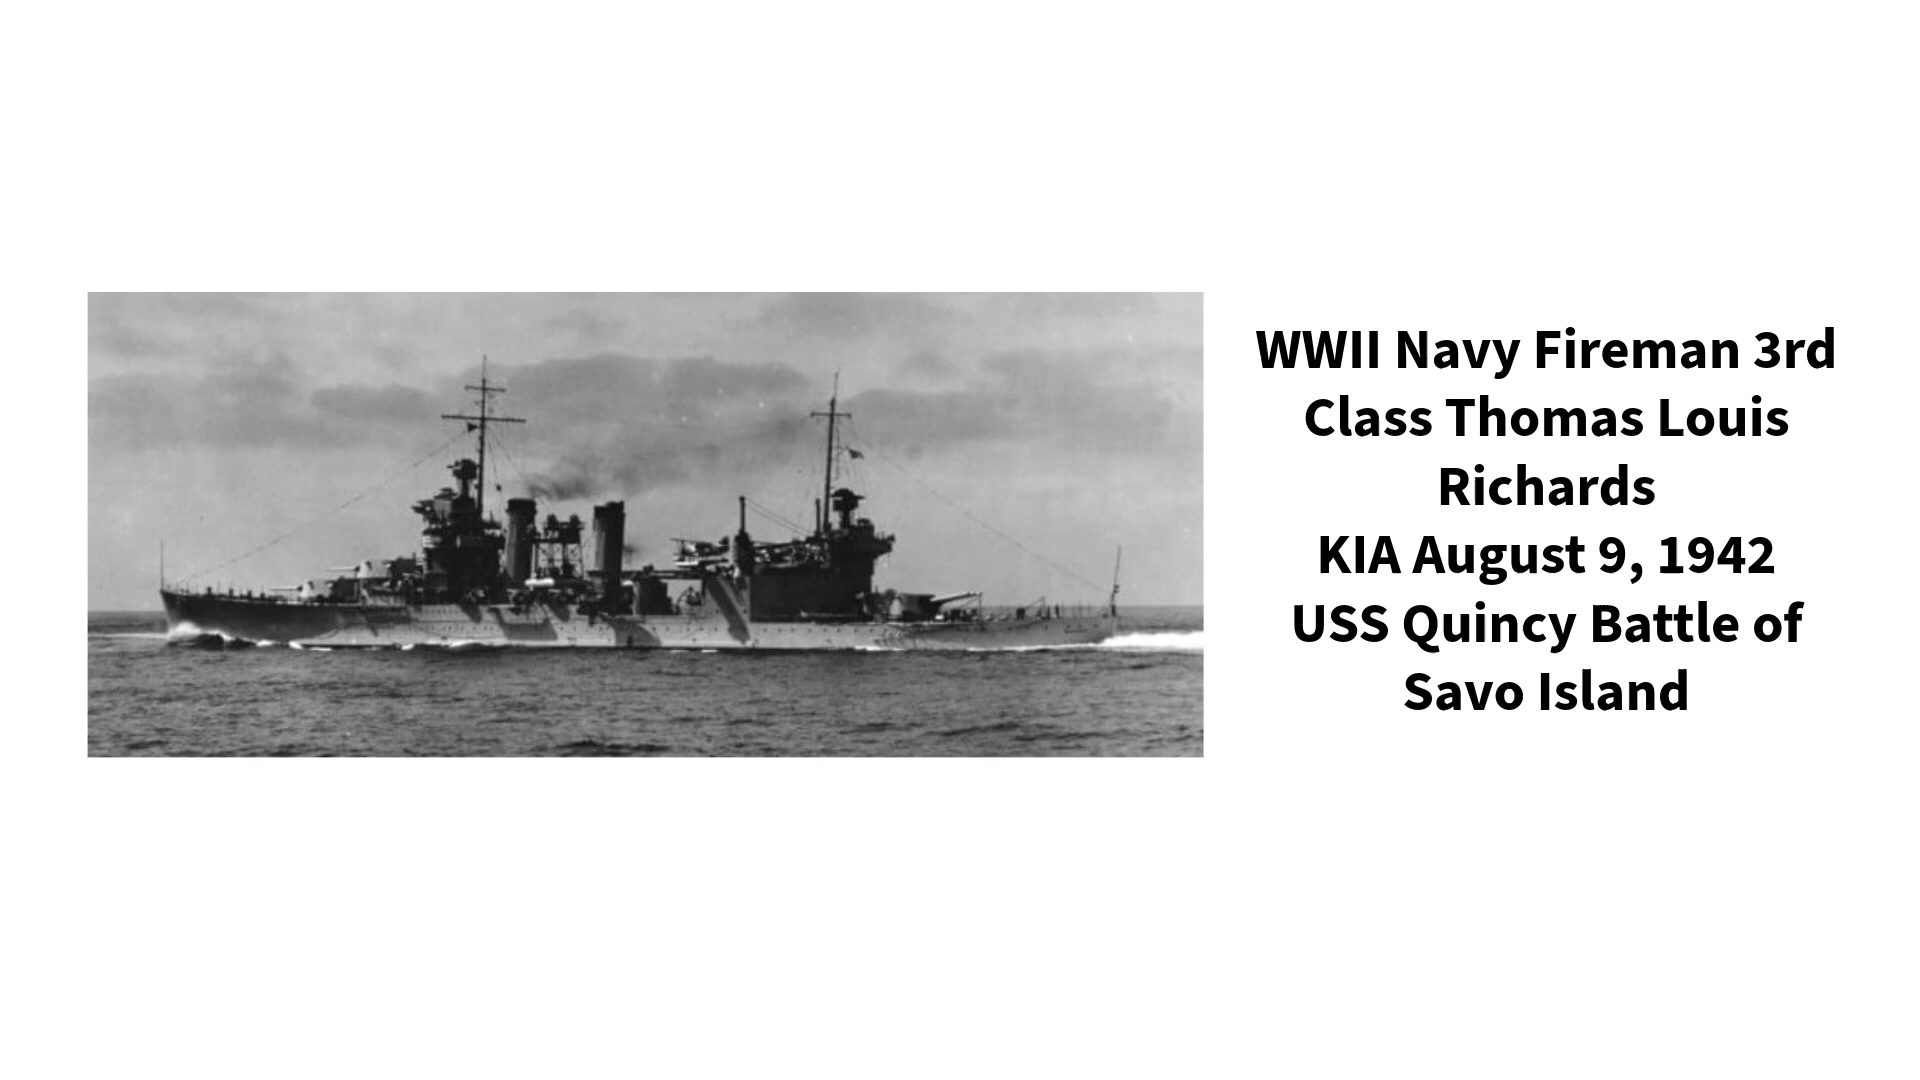 WWII Navy Fireman 3rd
Class Thomas Louis
Richards
KIA August 9, 1942
USS Quincy Battle of
Savo Island